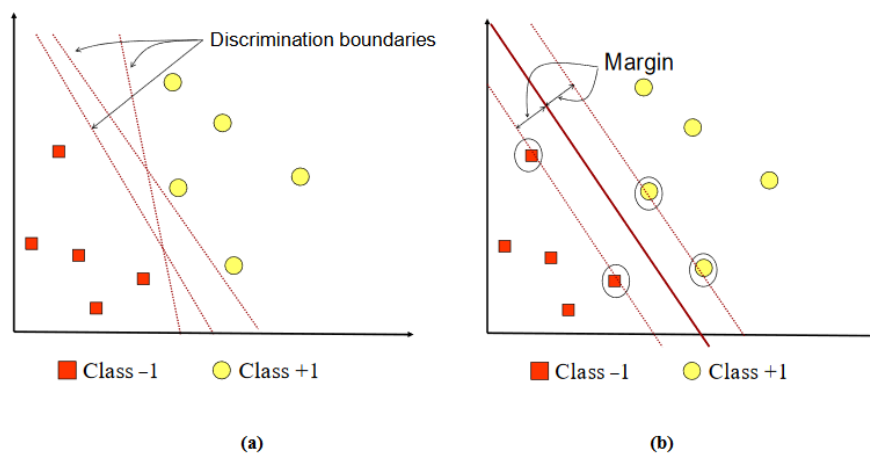 Discrimination boundaries
Class –1
Class +1
(a)
Margin
Class –1
Class +1
(b)